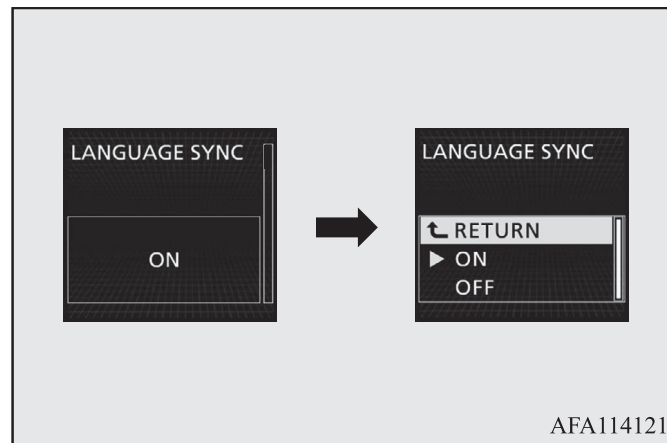 LANGUAGE SYNC
ON
LANGUAGE SYNC
RETURN
ON
OFF
AFA114121